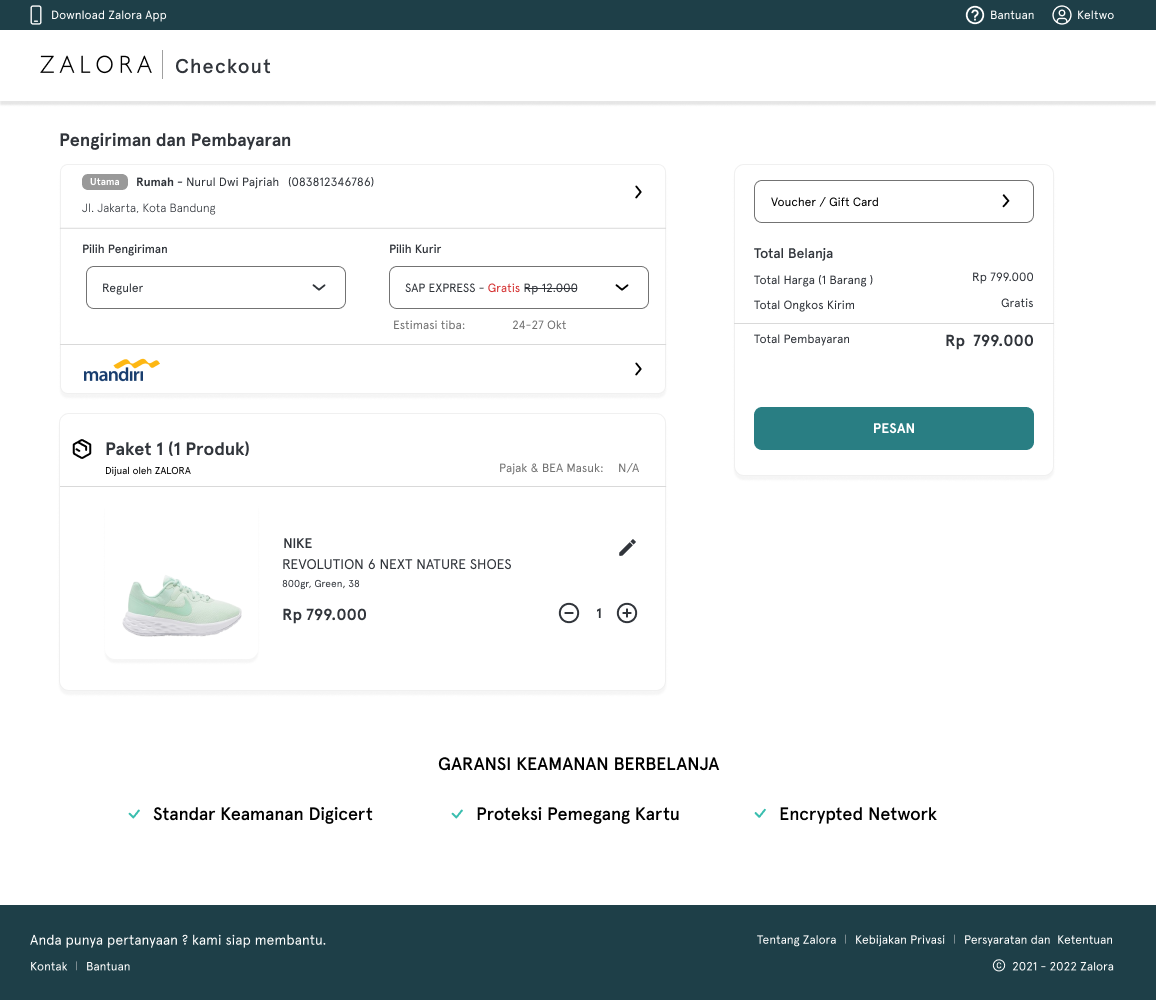 Download Zalora App
Bantuan
Keltwo
ZALORA
Checkout
Pengiriman dan Pembayaran
Utama Rumah - Nurul Dwi Pajriah (083812346786)
Jl. Jakarta, Kota Bandung
Pilih Pengiriman
Pilih Kurir
Reguler
SAP EXPRESS - Gratis Rp 12.000
Estimasi tiba: 24-27 Okt
mandiri
Paket 1 (1 Produk)
Dijual oleh ZALORA
Pajak & BEA Masuk: N/A
NIKE
REVOLUTION 6 NEXT NATURE SHOES
800gr, Green, 38
Rp 799.000
1
Voucher / Gift Card
Total Belanja
Total Harga (1 Barang ) Rp 799.000
Total Ongkos Kirim Gratis
Total Pembayaran Rp 799.000
PESAN
GARANSI KEAMANAN BERBELANJA
Standar Keamanan Digicert
Proteksi Pemegang Kartu
Encrypted Network
Anda punya pertanyaan ? kami siap membantu.
Kontak | Bantuan
Tentang Zalora | Kebijakan Privasi | Persyaratan dan Ketentuan
© 2021 - 2022 Zalora